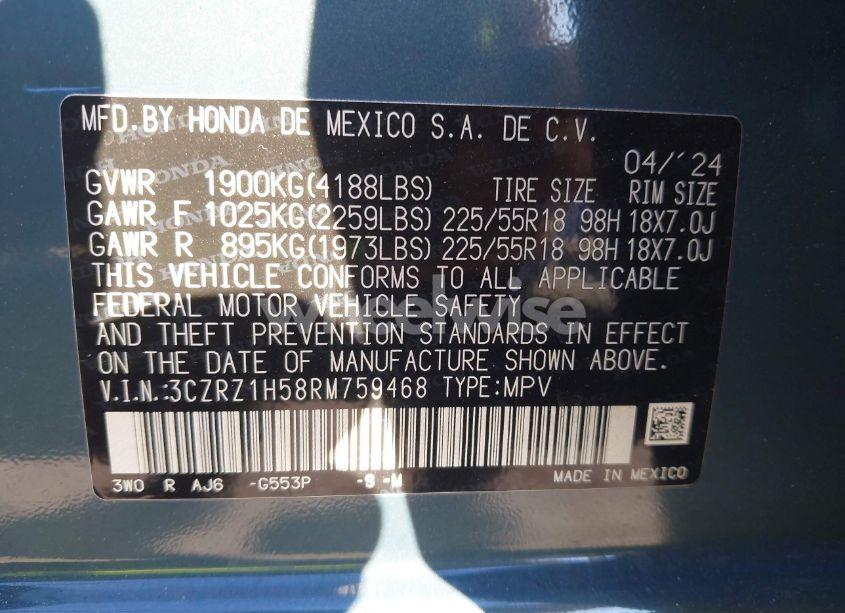 MFD.BY HONDA DE MEXICO S.A. DE C.V.
04/´24
GVWR 1900KG(4188LBS) TIRE SIZE RIM SIZE
GAWR F 1025KG(2259LBS) 225/55R18 98H 18X7.0J
GAWR R 895KG(1973LBS) 225/55R18 98H 18X7.0J
THIS VEHICLE CONFORMS TO ALL APPLICABLE
FEDERAL MOTOR VEHICLE SAFETY
wheelwise
AND THEFT PREVENTION STANDARDS IN EFFECT
ON THE DATE OF MANUFACTURE SHOWN ABOVE.
V.I.N.:3CZRZ1H58RM759468 TYPE:MPV
3WO R AJ6 -G553P -S -M MADE IN MEXICO